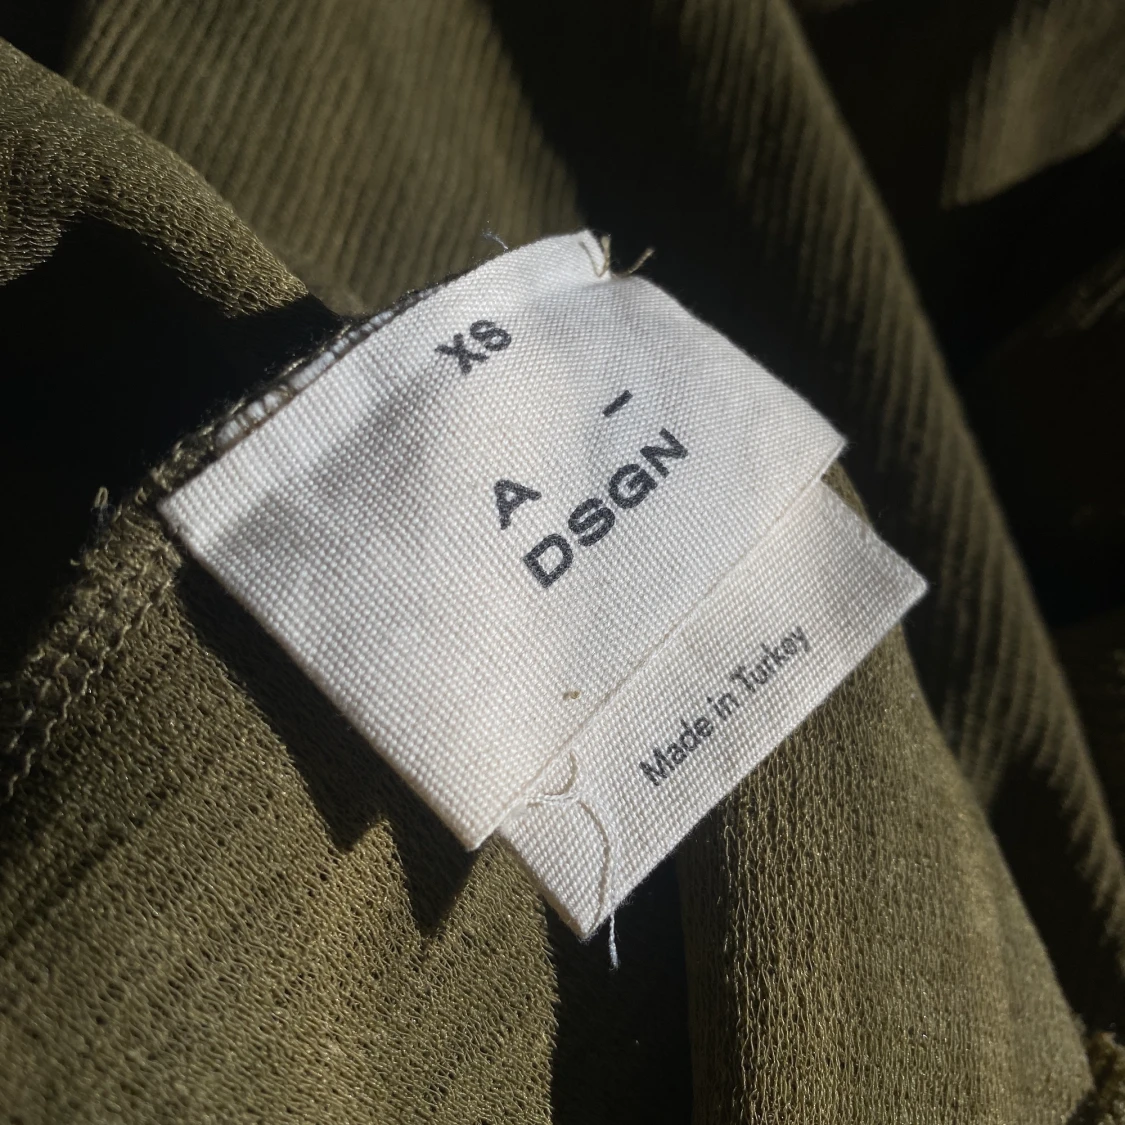 XS
A –
DSGN
Made in Turkey